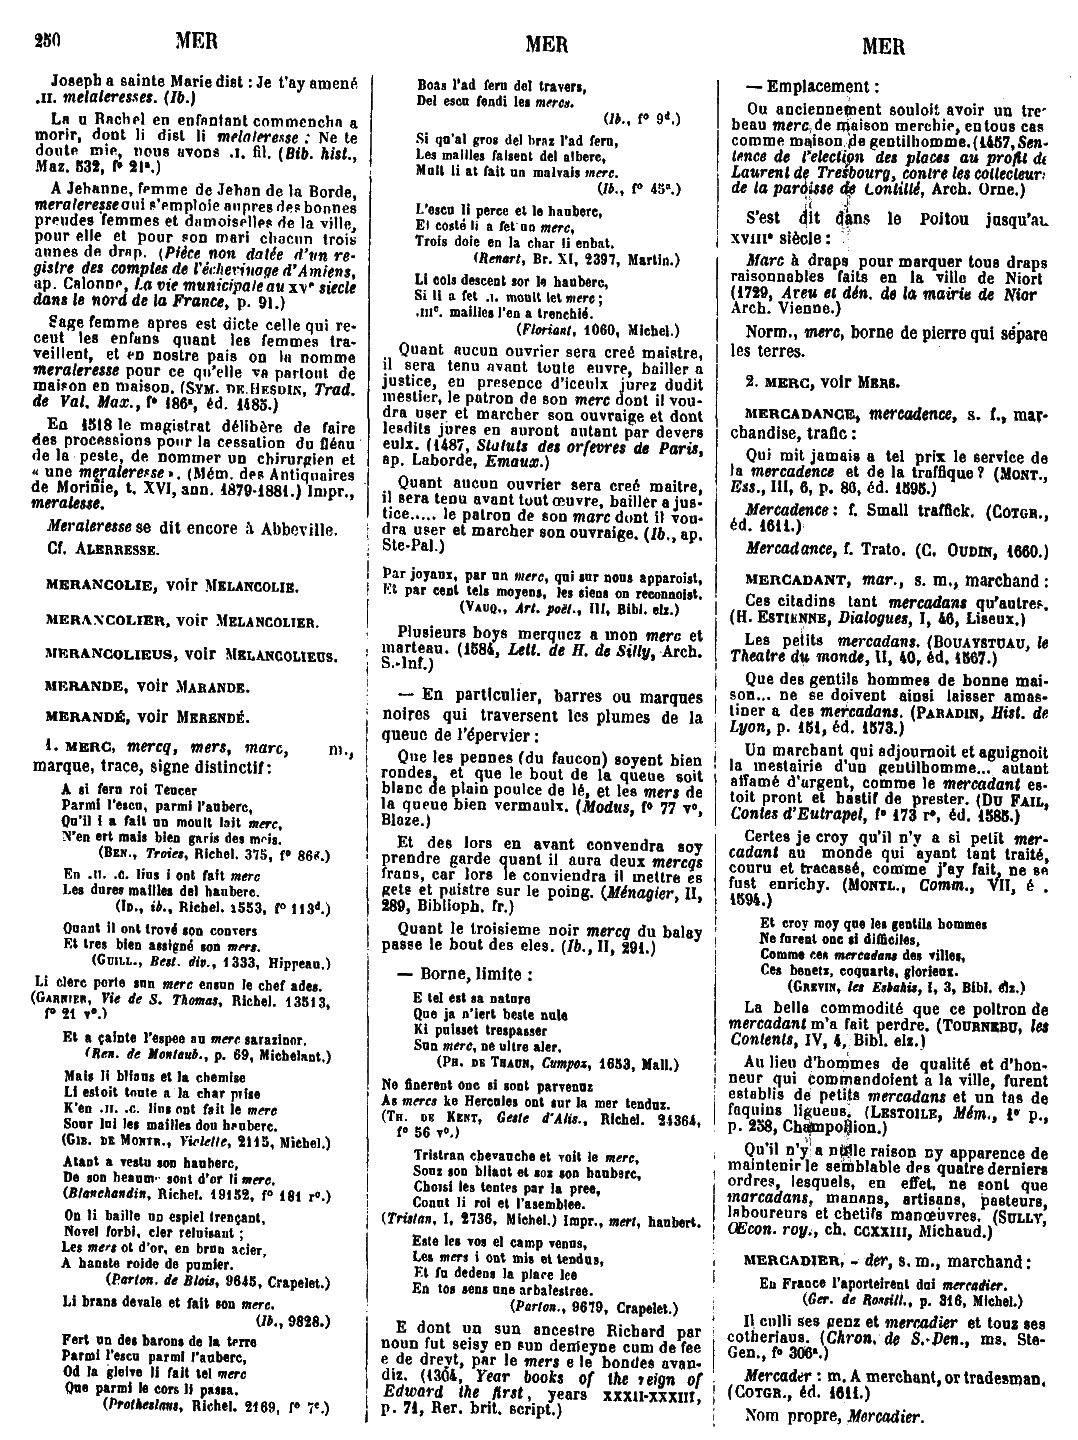 250 MER MER MER
Joseph a sainte Marie dist : Je t'ay amené
.II. melaleresses. (Ib.)
La u Rachel en enfantant commencha a
morir, dont li dist li melaleresse : Ne te
doute mie, nous avons .I. fil. (Bib. hist.,
Maz. 532, f° 21ª.)
A Jehanne, femme de Jehan de la Borde,
meraleresse qui s'emploie aupres des bonnes
preudes femmes et damoiselles de la ville,
pour elle et pour son mari chacun trois
aunes de drap. (Pièce non datée d'un re-
gistre des comptes de l'échevinage d'Amiens,
ap. Calonne, La vie municipale au XVᵉ siecle
dans le nord de la France, p. 91.)
Sage femme apres est dicte celle qui re-
ceut les enfans quant les femmes tra-
veillent, et en nostre pais on la nomme
meraleresse pour ce qu'elle va partout de
maison en maison. (SYM. DE HESDIN, Trad.
de Val. Max., f° 186ª, éd. 1485.)
En 1518 le magistrat délibère de faire
des processions pour la cessation du fléau
de la peste, de nommer un chirurgien et
« une meraleresse ». (Mém. des Antiquaires
de Morinie, t. XVI, ann. 1879-1881.) Impr.,
meralesse.
Meraleresse se dit encore à Abbeville.
Cf. ALERRESSE.
MERANCOLIE, voir MELANCOLIE.
MERANCOLIER, voir MELANCOLIER.
MERANCOLIEUS, voir MELANCOLIEUS.
MERANDE, voir MARANDE.
MERANDÉ, voir MERENDÉ.
1. MERC, mercq, mers, marc, m.,
marque, trace, signe distinctif :
A si fern roi Teucer
Parmi l'escu, parmi l'auberc,
Qu'il i a fait un moult lait merc,
N'en ert mais bien garis des mois.
(BEN., Troies, Richel. 375, f° 86ᵉ.)
En .II. .C. lius i ont fait merc
Les dures mailles del hauberc.
(ID., ib., Richel. 1553, f° 113ᵈ.)
Quant il ont trové son convers
Et tres bien assigné son mers.
(GUILL., Best. div., 1333, Hippeau.)
Li clerc porte son merc ensun le chef ades.
(GARNIER, Vie de S. Thomas, Richel. 13513,
f° 21 v°.)
Et a çainte l'espee au merc sarazinor.
(Ren. de Montaub., p. 69, Michelant.)
Mais li blians et la chemise
Li estoit toute a la char prise
K'en .II. .C. lius ont fait le merc
Sour lui les mailles dou hauberc.
(GIB. DE MONTR., Violette, 2115, Michel.)
Atant a vestu son hauberc,
De son heaume sont d'or li merc.
(Blanchandin, Richel. 19152, f° 181 r°.)
On li baille un espiel trençant,
Novel forbi, cler reluisant ;
Les mers ot d'or, en brun acier,
A hanste roide de pumier.
(Parton. de Blois, 9645, Crapelet.)
Li brans devale et fait son merc.
(Ib., 9828.)
Fert un des barons de la terre
Parmi l'escu parmi l'auberc,
Od la gleive li fait tel merc
Que parmi le cors li passa.
(Protheslaus, Richel. 2169, f° 7ᶜ.)
Boas l'ad feru del travers,
Del escu fendi les mercs.
(Ib., f° 9ᵈ.)
Si qu'al gros del braz l'ad feru,
Les mailles falsent del alberc,
Mult li at fait un malvais merc.
(Ib., f° 45ª.)
L'escu li perce et le hauberc,
El costé li a fet un merc,
Trois doie en la char li enbat.
(Renart, Br. XI, 2397, Martin.)
Li cols descent sor le hauberc,
Si li a fet .I. moult let merc ;
.IIIᶜ. mailles l'en a trenchié.
(Floriant, 1060, Michel.)
Quant aucun ouvrier sera creé maistre,
il sera tenu avant toute euvre, bailler a
justice, en presence d'iceulx jurez dudit
mestier, le patron de son merc dont il vou-
dra user et marcher son ouvraige et dont
lesdits jures en auront autant par devers
eulx. (1487, Statuts des orfevres de Paris,
ap. Laborde, Emaux.)
Quant aucun ouvrier sera creé maitre,
il sera tenu avant tout œuvre, bailler a jus-
tice..... le patron de son marc dont il vou-
dra user et marcher son ouvraige. (Ib., ap.
Ste-Pal.)
Par joyaux, par un merc, qui sur nous apparoist,
Et par cent tels moyens, les siens on reconnoist.
(VAUQ., Art. poët., III, Bibl. elz.)
Plusieurs boys merquez a mon merc et
marteau. (1584, Lett. de H. de Silly, Arch.
S.-Inf.)
— En particulier, barres ou marques
noires qui traversent les plumes de la
queue de l'épervier :
Que les pennes (du faucon) soyent bien
rondes, et que le bout de la queue soit
blanc de plain poulce de lé, et les mers de
la queue bien vermaulx. (Modus, f° 77 v°,
Blaze.)
Et des lors en avant convendra soy
prendre garde quant il aura deux mercqs
frans, car lors le conviendra il mettre es
gets et paistre sur le poing. (Ménagier, II,
289, Biblioph. fr.)
Quant le troisieme noir mercq du balay
passe le bout des eles. (Ib., II, 291.)
— Borne, limite :
E tel est sa nature
Que ja n'iert beste nule
Ki puisset trespasser
Sun merc, ne ultre aler.
(PH. DE THAUN, Cumpoz, 1653, Mall.)
Ne finerent onc si sont parvenuz
As mercs ke Hercules ont sur la mer tenduz.
(TH. DE KENT, Geste d'Alis., Richel. 24364,
f° 56 v°.)
Tristran chevauche et voit le merc,
Souz son bliaut et soz son hauberc,
Choisi les tentes par la pree,
Conut li roi et l'asemblee.
(Tristan, I, 2736, Michel.) Impr., mert, haubert.
Este les vos el camp venus,
Les mers i ont mis et tendus,
Et fu dedens la place lee
En tos sens une arbalestree.
(Parton., 9679, Crapelet.)
E dont un sun ancestre Richard par
noun fut seisy en sun demeyne cum de fee
e de dreyt, par le mers e le bondes avan-
diz. (1304, Year books of the reign of
Edward the first, years XXXII-XXXIII,
p. 71, Rer. brit. script.)
— Emplacement :
Ou anciennement souloit avoir un tre-
beau merc de maison merchie, en tous cas
comme maison de gentilhomme. (1457, Sen-
tence de l'election des places au profit de
Laurent de Tresbourg, contre les collecteurs
de la paroisse de Lonlillé, Arch. Orne.)
S'est dit dans le Poitou jusqu'au
XVIIIᵉ siècle :
Marc à draps pour marquer tous draps
raisonnables faits en la ville de Niort
(1729, Aveu et dén. de la mairie de Nior
Arch. Vienne.)
Norm., merc, borne de pierre qui sépare
les terres.
2. MERC, voir MERS.
MERCADANCE, mercadence, s. f., mar-
chandise, trafic :
Qui mit jamais a tel prix le service de
la mercadence et de la traffique ? (MONT.,
Ess., III, 6, p. 86, éd. 1595.)
Mercadence : f. Small traffick. (COTGR.,
éd. 1611.)
Mercadance, f. Trato. (C. OUDIN, 1660.)
MERCADANT, mar., s. m., marchand :
Ces citadins tant mercadans qu'autres.
(H. ESTIENNE, Dialogues, I, 46, Liseux.)
Les petits mercadans. (BOUAYSTUAU, le
Theatre du monde, II, 40, éd. 1567.)
Que des gentils hommes de bonne mai-
son... ne se doivent ainsi laisser amas-
tiner a des mercadans. (PARADIN, Hist. de
Lyon, p. 151, éd. 1573.)
Un marchant qui adjournoit et aguignoit
la mestairie d'un gentilhomme... autant
affamé d'urgent, comme le mercadant es-
toit pront et hastif de prester. (DU FAIL,
Contes d'Eutrapel, f° 173 r°, éd. 1585.)
Certes je croy qu'il n'y a si petit mer-
cadant au monde qui ayant tant traité,
couru et tracassé, comme j'ay fait, ne se
fust enrichy. (MONTL., Comm., VII, é .
1594.)
Et croy moy que les gentils hommes
Ne furent onc si difficiles,
Comme ces mercadans des villes,
Ces benetz, coquarts, glorieux.
(GREVIN, les Esbahis, I, 3, Bibl. elz.)
La belle commodité que ce poltron de
mercadant m'a fait perdre. (TOURNEBU, les
Contents, IV, 4, Bibl. elz.)
Au lieu d'hommes de qualité et d'hon-
neur qui commandoient a la ville, furent
establis de petits mercadans et un tas de
faquins ligueus. (LESTOILE, Mém., 1ᵉ p.,
p. 238, Champollion.)
Qu'il n'y a nulle raison ny apparence de
maintenir le semblable des quatre derniers
ordres, lesquels, en effet, ne sont que
marcadans, manans, artisans, pasteurs,
laboureurs et chetifs manœuvres. (SULLY,
Œcon. roy., ch. CCXXIII, Michaud.)
MERCADIER, - der, s. m., marchand :
En France l'aporteirent dui mercadier.
(Ger. de Rossill., p. 316, Michel.)
Il culli ses genz et mercadier et touz ses
cotheriaus. (Chron. de S.-Den., ms. Ste-
Gen., f° 306ª.)
Mercader : m. A merchant, or tradesman.
(COTGR., éd. 1611.)
Nom propre, Mercadier.